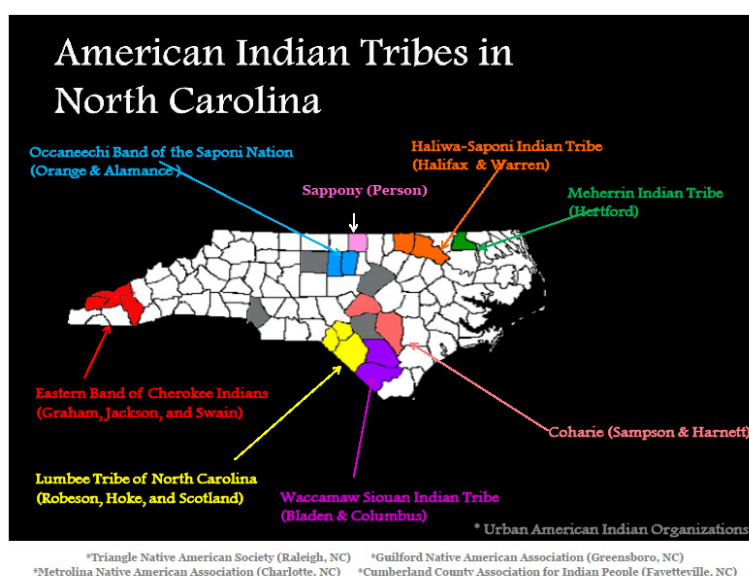 American Indian Tribes in
North Carolina
Occaneechi Band of the Saponi Nation
(Orange & Alamance )
Haliwa-Saponi Indian Tribe
(Halifax & Warren)
Sappony (Person)
Meherrin Indian Tribe
(Hertford)
Eastern Band of Cherokee Indians
(Graham, Jackson, and Swain)
Coharie (Sampson & Harnett)
Lumbee Tribe of North Carolina
(Robeson, Hoke, and Scotland)
Waccamaw Siouan Indian Tribe
(Bladen & Columbus)
* Urban American Indian Organizations
*Triangle Native American Society (Raleigh, NC) *Guilford Native American Association (Greensboro, NC)
*Metrolina Native American Association (Charlotte, NC) *Cumberland County Association for Indian People (Fayetteville, NC)